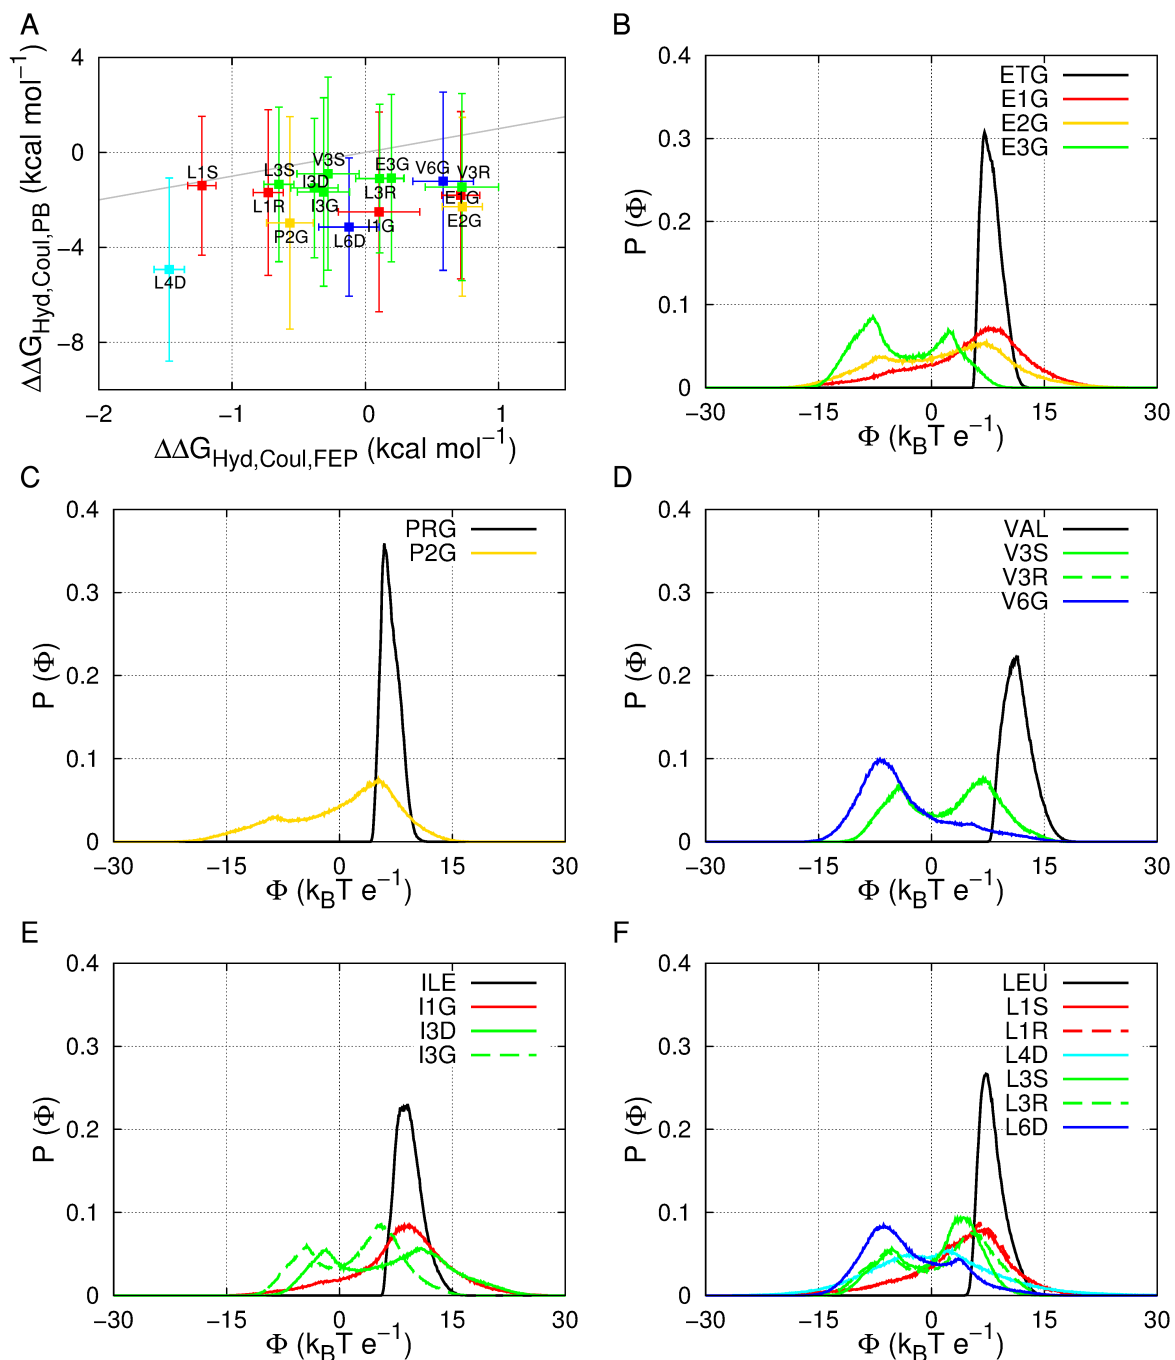 A
ΔΔG_Hyd,Coul,PB (kcal mol⁻¹)
4
0
−4
−8
L1S
L3S
V3S
E3G
V6G
V3R
L1R
I3D
I3G
L3R
E1G
P2G
L6D
I1G
E2G
L4D
−2
−1
0
1
ΔΔG_Hyd,Coul,FEP (kcal mol⁻¹)
B
P (Φ)
0.4
0.3
0.2
0.1
0
ETG
E1G
E2G
E3G
−30
−15
0
15
30
Φ (k_BT e⁻¹)
C
P (Φ)
0.4
0.3
0.2
0.1
0
PRG
P2G
−30
−15
0
15
30
Φ (k_BT e⁻¹)
D
P (Φ)
0.4
0.3
0.2
0.1
0
VAL
V3S
V3R
V6G
−30
−15
0
15
30
Φ (k_BT e⁻¹)
E
P (Φ)
0.4
0.3
0.2
0.1
0
ILE
I1G
I3D
I3G
−30
−15
0
15
30
Φ (k_BT e⁻¹)
F
P (Φ)
0.4
0.3
0.2
0.1
0
LEU
L1S
L1R
L4D
L3S
L3R
L6D
−30
−15
0
15
30
Φ (k_BT e⁻¹)